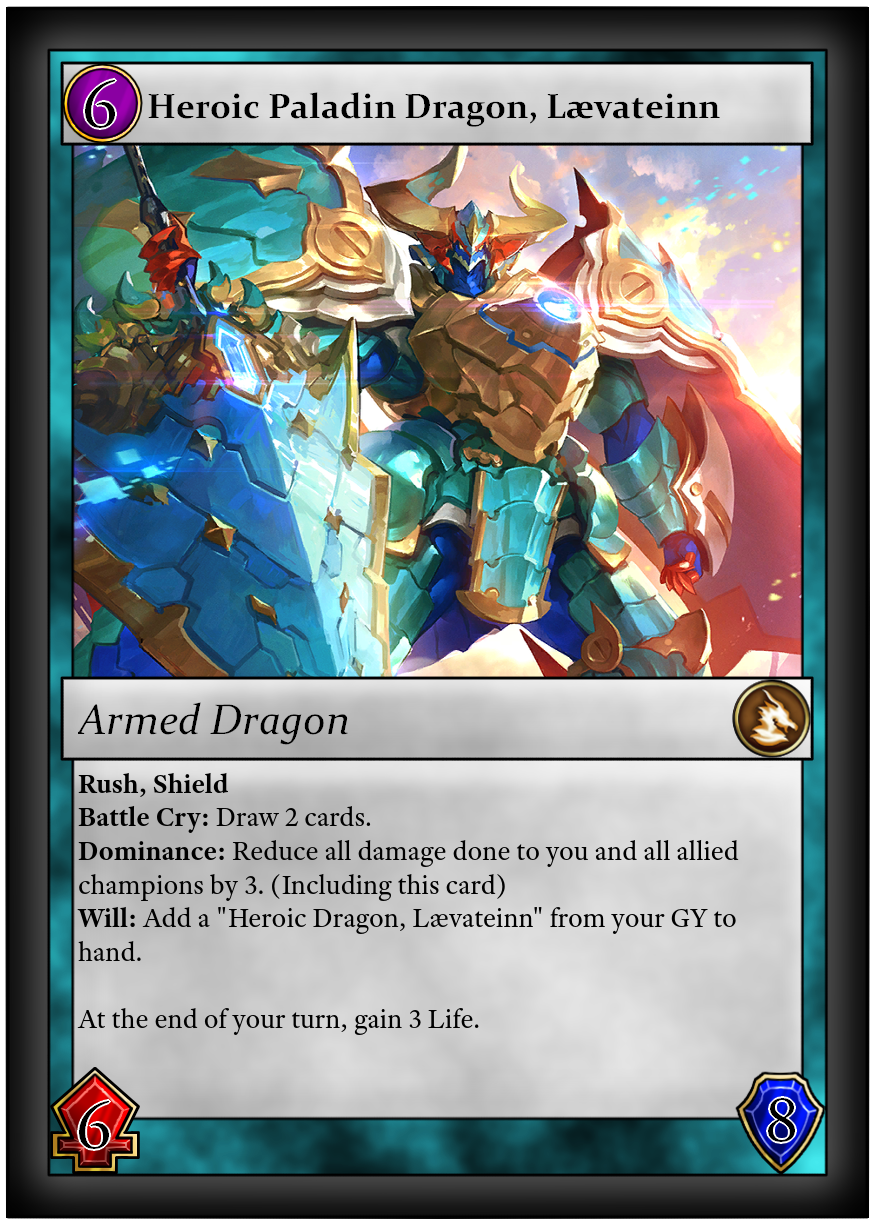 6
Heroic Paladin Dragon, Lævateinn
Armed Dragon
Rush, Shield
Battle Cry: Draw 2 cards.
Dominance: Reduce all damage done to you and all allied
champions by 3. (Including this card)
Will: Add a "Heroic Dragon, Lævateinn" from your GY to
hand.
At the end of your turn, gain 3 Life.
6
8